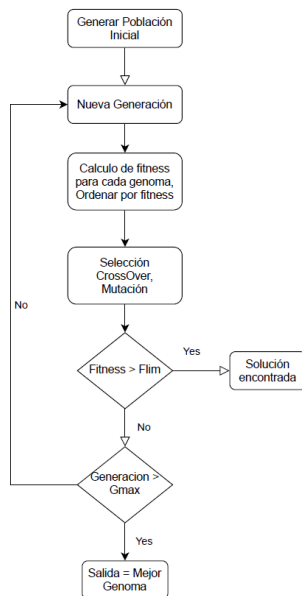 Generar Población
Inicial
Nueva Generación
Calculo de fitness
para cada genoma,
Ordenar por fitness
Selección
CrossOver,
Mutación
No
Fitness > Flim
Yes
Solución
encontrada
No
Generacion >
Gmax
Yes
Salida = Mejor
Genoma